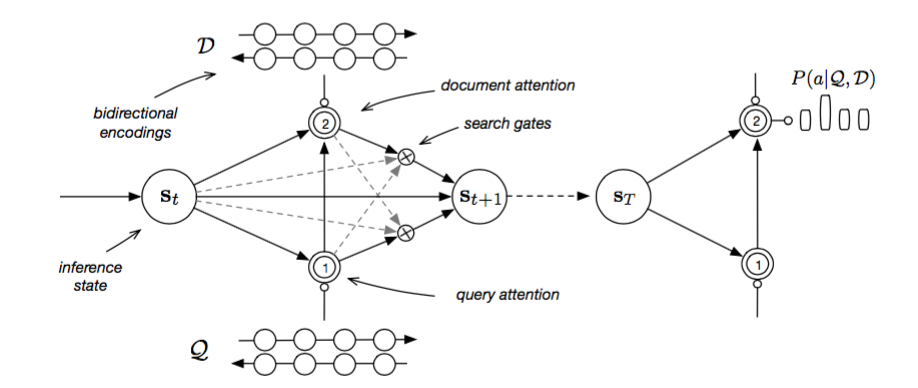 𝒟
bidirectional
encodings
document attention
search gates
2
s_t
s_{t+1}
inference
state
1
query attention
𝒬
s_T
P(a|𝒬, 𝒟)
2
1